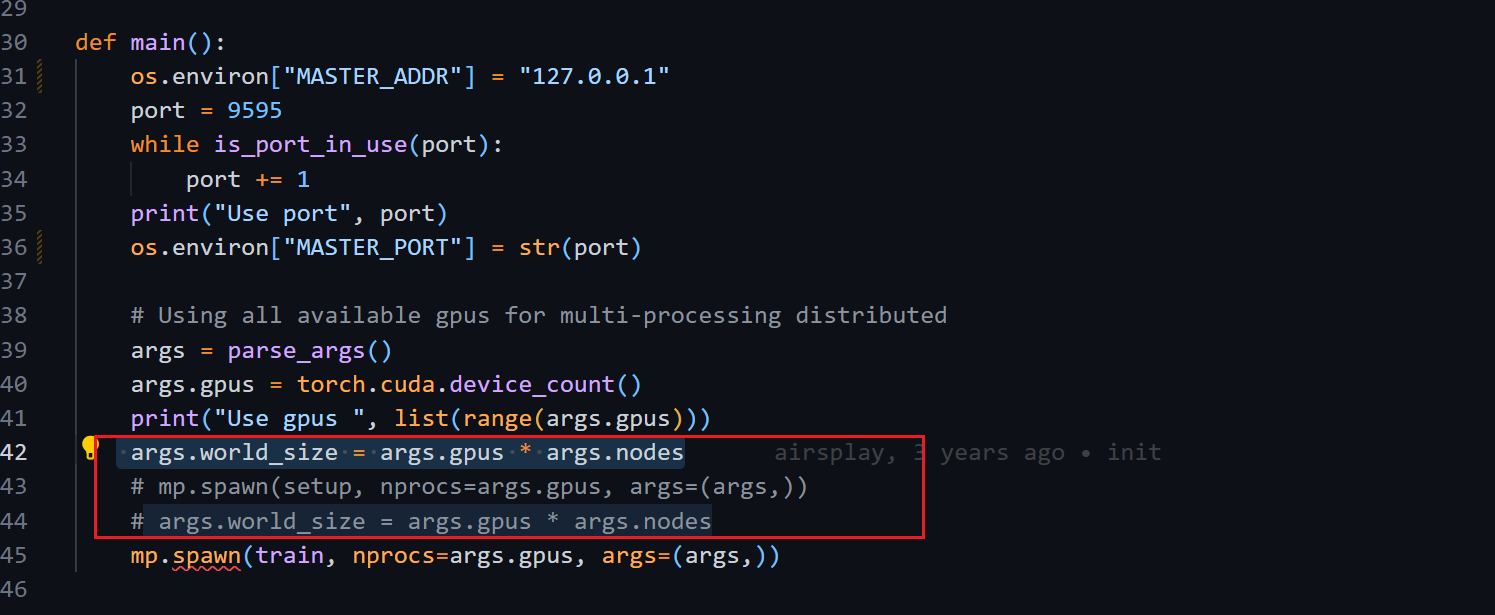 29
30 def main():
31 os.environ["MASTER_ADDR"] = "127.0.0.1"
32 port = 9595
33 while is_port_in_use(port):
34 port += 1
35 print("Use port", port)
36 os.environ["MASTER_PORT"] = str(port)
37
38 # Using all available gpus for multi-processing distributed
39 args = parse_args()
40 args.gpus = torch.cuda.device_count()
41 print("Use gpus ", list(range(args.gpus)))
42 args.world_size = args.gpus * args.nodes airsplay, 3 years ago • init
43 # mp.spawn(setup, nprocs=args.gpus, args=(args,))
44 # args.world_size = args.gpus * args.nodes
45 mp.spawn(train, nprocs=args.gpus, args=(args,))
46